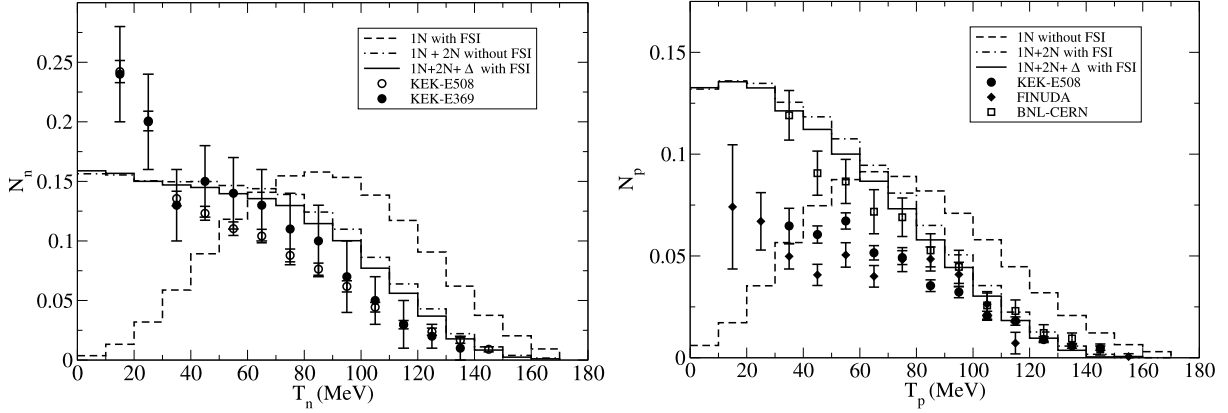 0.25
0.2
0.15
0.1
0.05
0
N_n
0 20 40 60 80 100 120 140 160 180
T_n (MeV)
1N with FSI
1N + 2N without FSI
1N+2N+ Δ with FSI
KEK-E508
KEK-E369
0.15
0.1
0.05
0
N_p
0 20 40 60 80 100 120 140 160 180
T_p (MeV)
1N without FSI
1N+2N with FSI
1N+2N+ Δ with FSI
KEK-E508
FINUDA
BNL-CERN